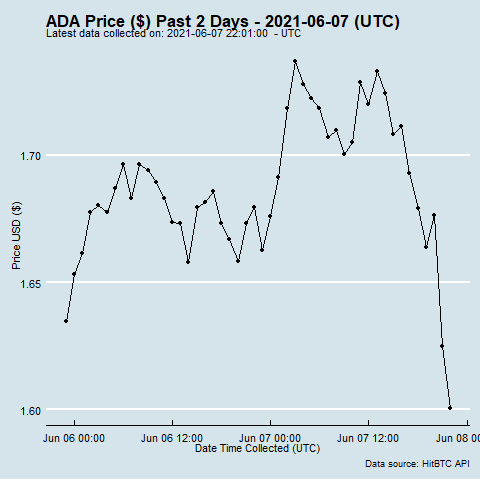 ADA Price ($) Past 2 Days - 2021-06-07 (UTC)
Latest data collected on: 2021-06-07 22:01:00 - UTC
Price USD ($)
1.70
1.65
1.60
Jun 06 00:00
Jun 06 12:00
Jun 07 00:00
Jun 07 12:00
Jun 08 00
Date Time Collected (UTC)
Data source: HitBTC API